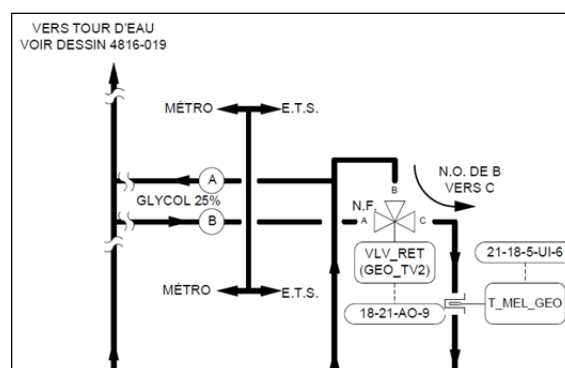 VERS TOUR D'EAU
VOIR DESSIN 4816-019
MÉTRO
E.T.S.
A
GLYCOL 25%
B
B
N.O. DE B
VERS C
N.F.
A
C
VLV_RET
(GEO_TV2)
21-18-5-UI-6
MÉTRO
E.T.S.
18-21-AO-9
T_MEL_GEO